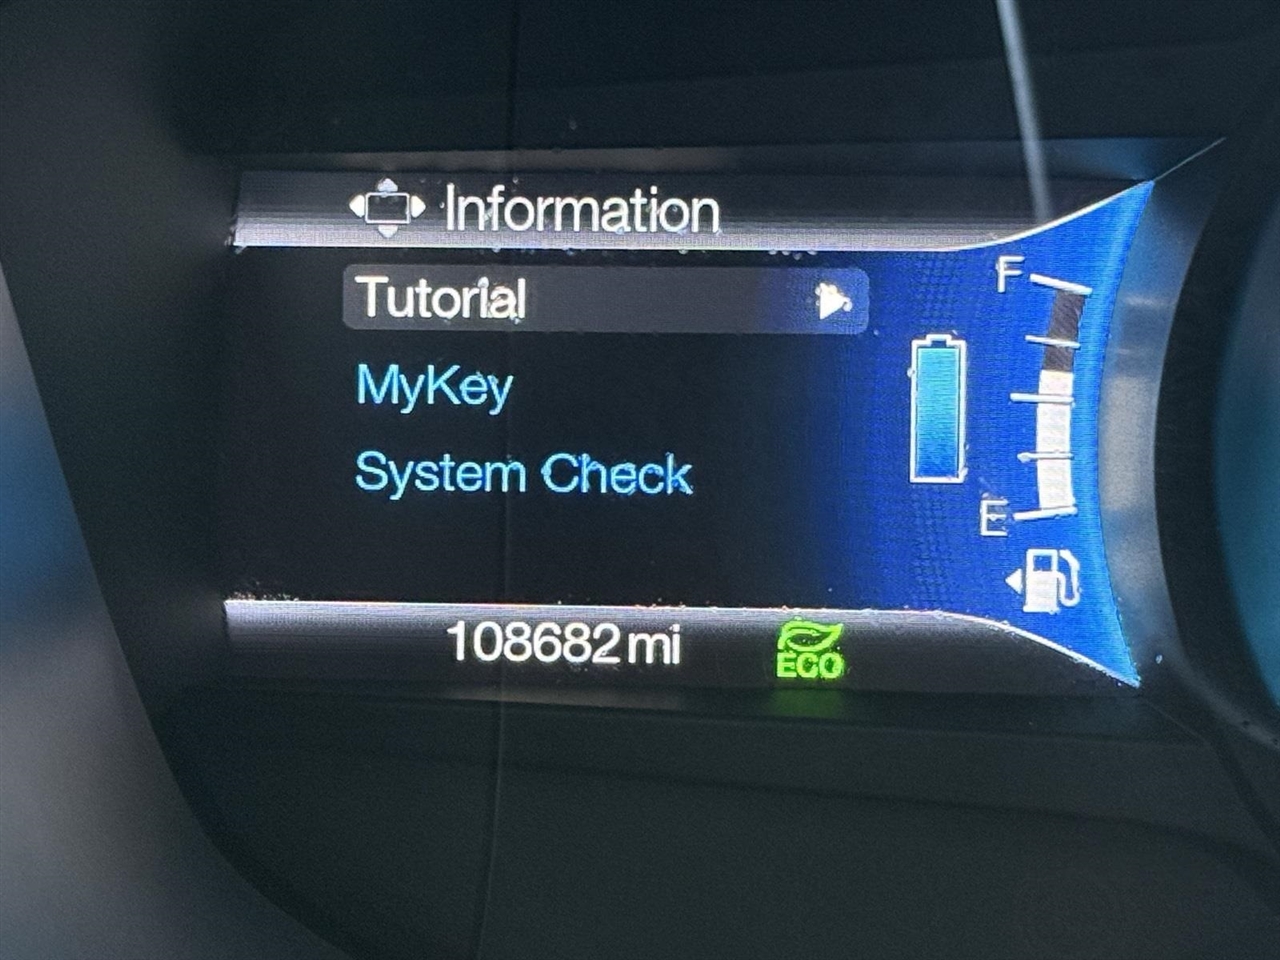 Information
Tutorial
MyKey
System Check
F
E
108682 mi
ECO